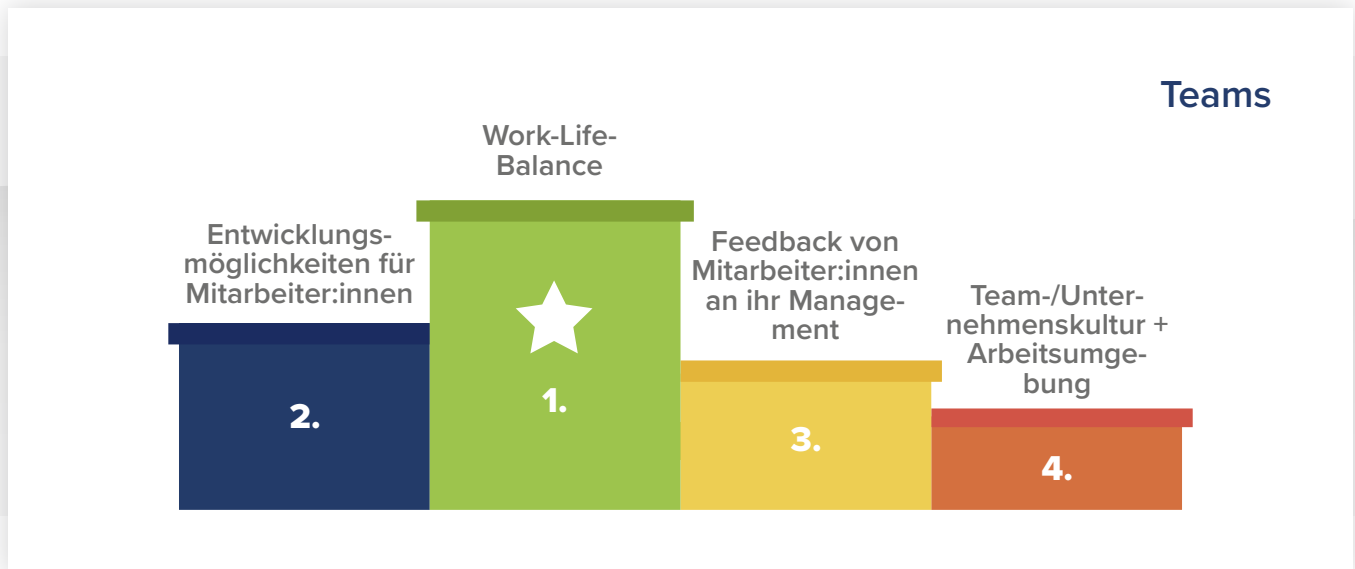 Teams
Work-Life-
Balance
Entwicklungs-
möglichkeiten für
Mitarbeiter:innen
Feedback von
Mitarbeiter:innen
an ihr Manage-
ment
Team-/Unter-
nehmenskultur +
Arbeitsumge-
bung
2.
1.
3.
4.